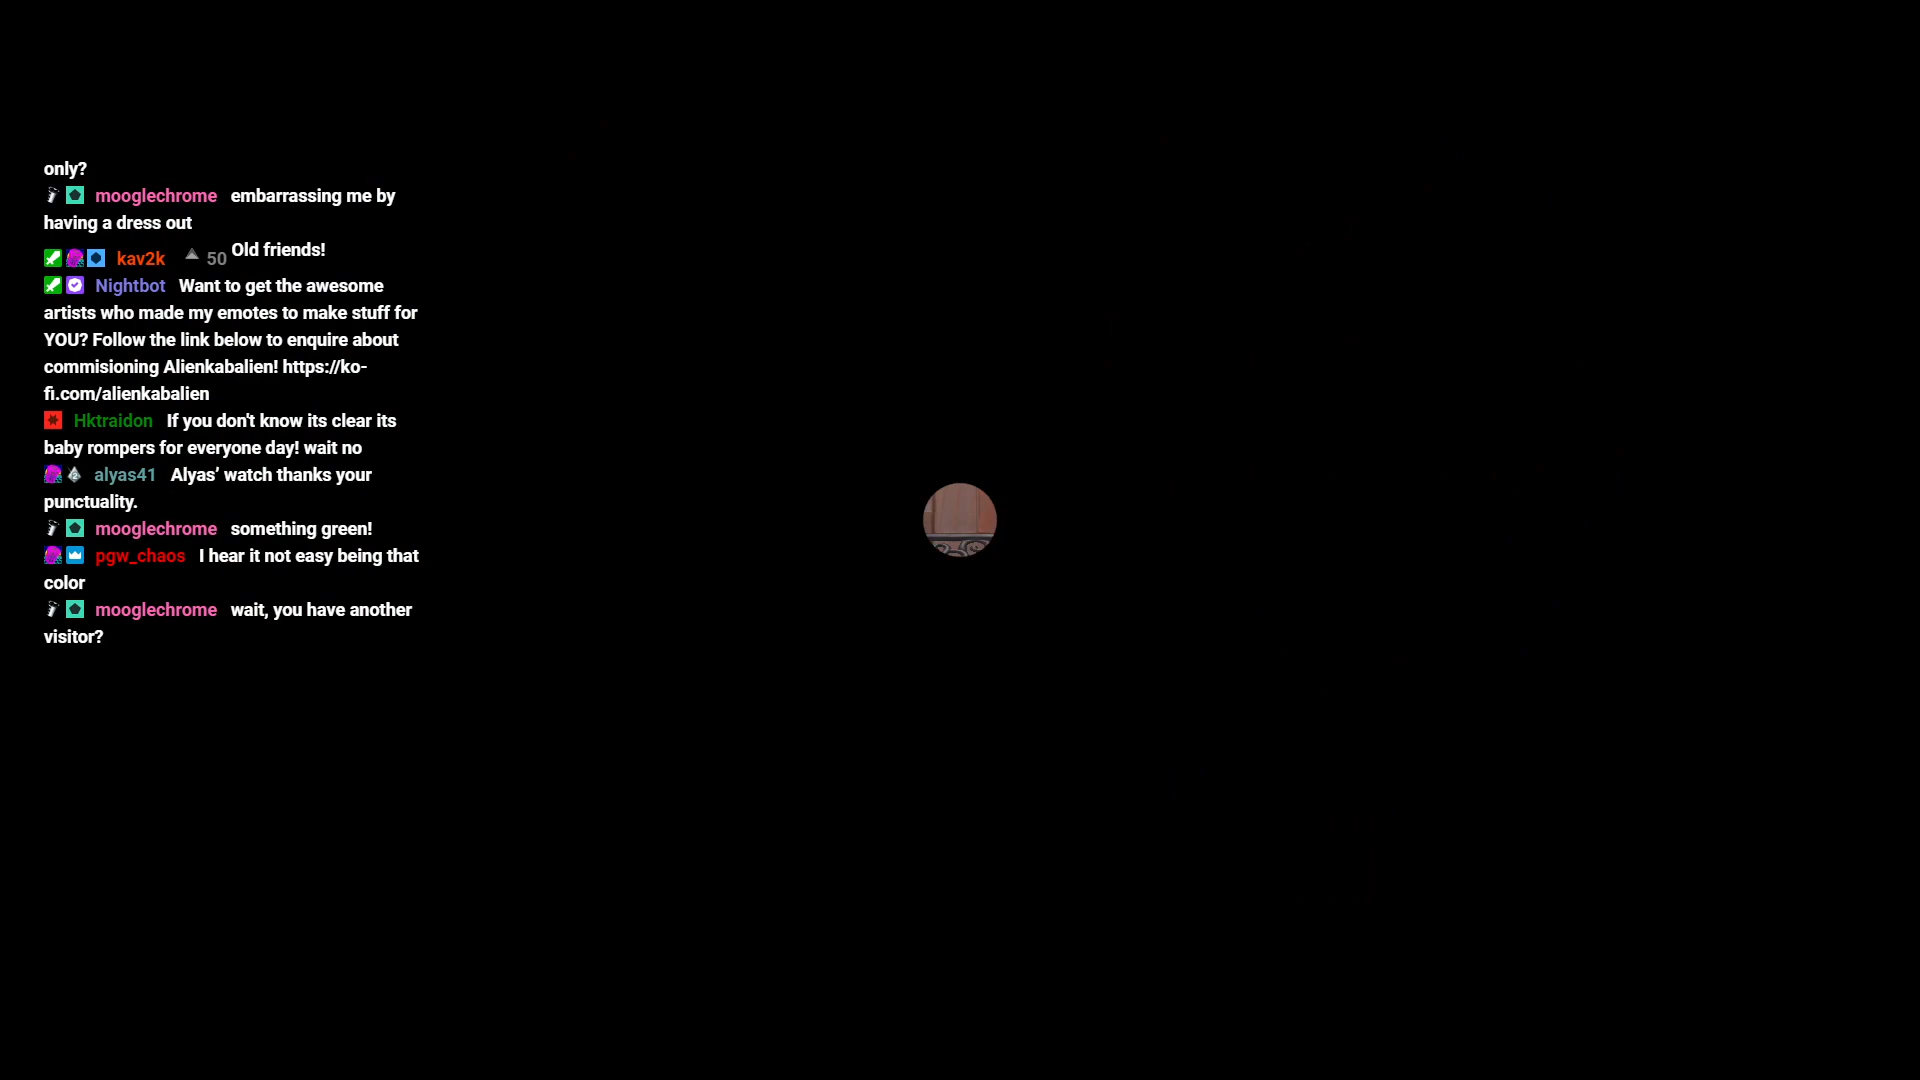 only?
mooglechrome embarrassing me by
having a dress out
kav2k 50 Old friends!
Nightbot Want to get the awesome
artists who made my emotes to make stuff for
YOU? Follow the link below to enquire about
commisioning Alienkabalien! https://ko-
fi.com/alienkabalien
Hktraidon If you don't know its clear its
baby rompers for everyone day! wait no
alyas41 Alyas’ watch thanks your
punctuality.
mooglechrome something green!
pgw_chaos I hear it not easy being that
color
mooglechrome wait, you have another
visitor?